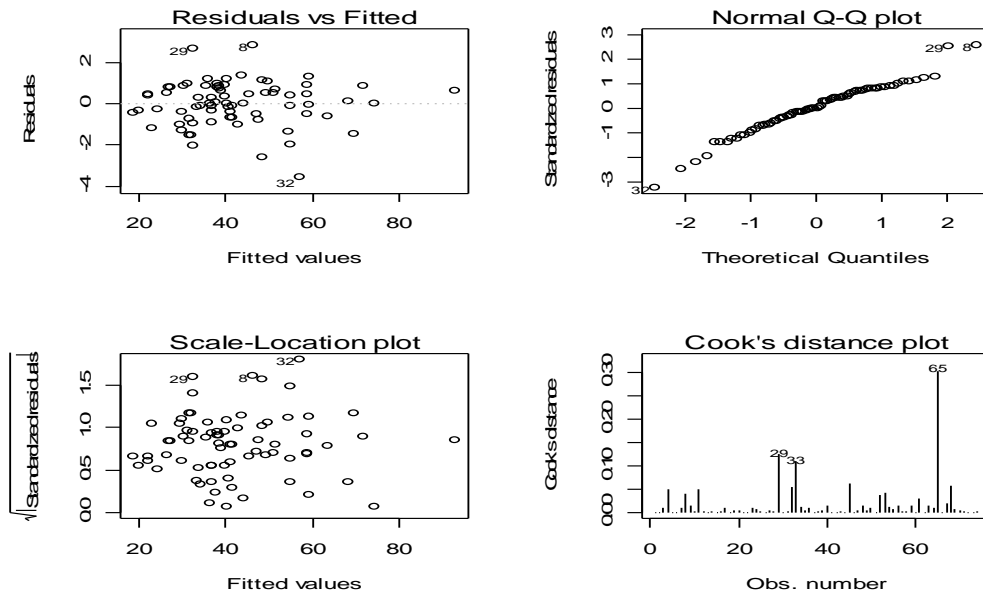 Residuals vs Fitted
Residuals
2
0
-2
-4
29
8
32
20 40 60 80
Fitted values
Normal Q-Q plot
Standardized residuals
3
2
1
0
-1
-3
29
8
32
-2 -1 0 1 2
Theoretical Quantiles
Scale-Location plot
√|Standardized residuals|
1.5
1.0
0.5
0.0
29
8
32
20 40 60 80
Fitted values
Cook's distance plot
Cook's distance
0.30
0.20
0.10
0.00
29
33
65
0 20 40 60
Obs. number